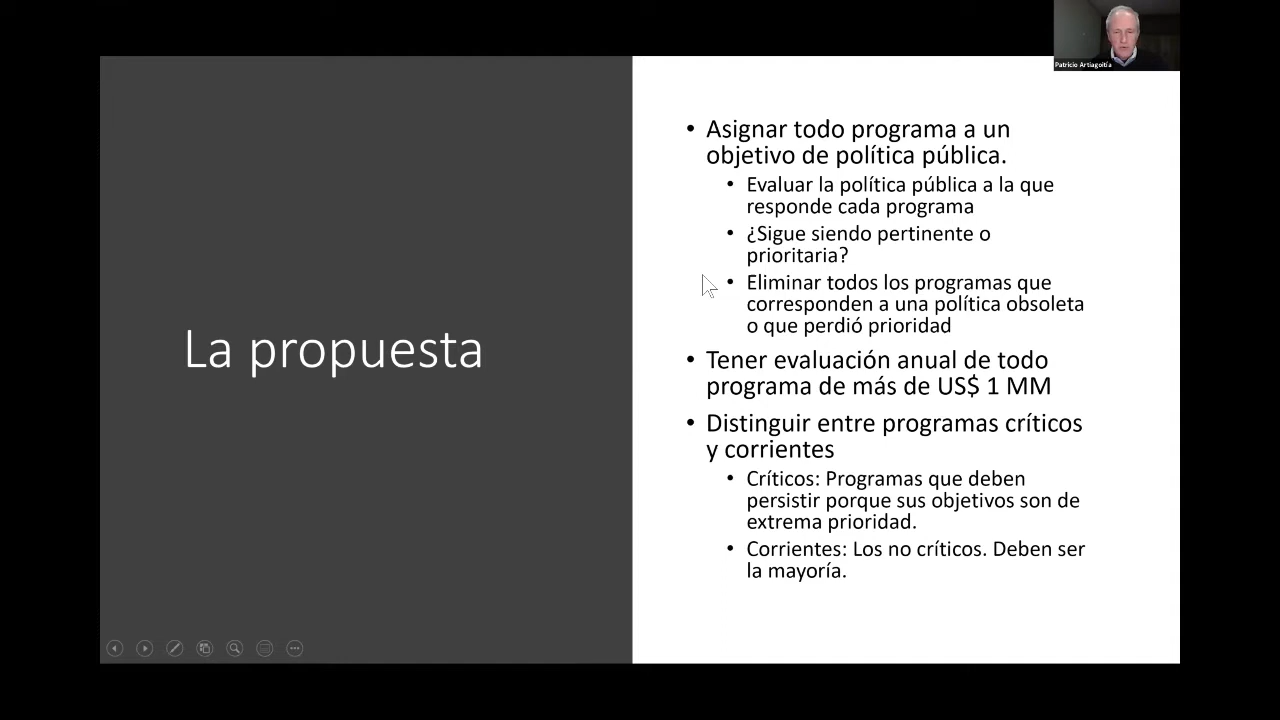 Patricio Artiagoitía
La propuesta
• Asignar todo programa a un
objetivo de política pública.
• Evaluar la política pública a la que
responde cada programa
• ¿Sigue siendo pertinente o
prioritaria?
• Eliminar todos los programas que
corresponden a una política obsoleta
o que perdió prioridad
• Tener evaluación anual de todo
programa de más de US$ 1 MM
• Distinguir entre programas críticos
y corrientes
• Críticos: Programas que deben
persistir porque sus objetivos son de
extrema prioridad.
• Corrientes: Los no críticos. Deben ser
la mayoría.